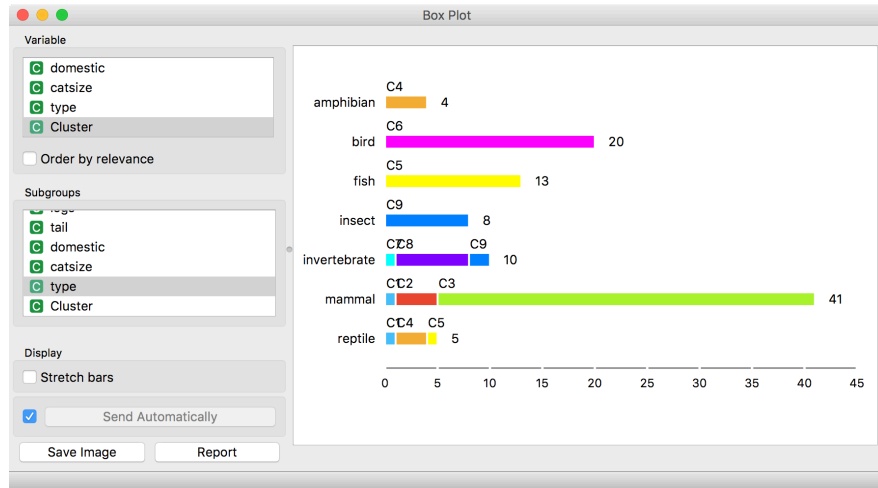 Box Plot
Variable
C domestic
C catsize
C type
C Cluster
Order by relevance
Subgroups
C tail
C domestic
C catsize
C type
C Cluster
Display
Stretch bars
Send Automatically
Save Image
Report
C4
amphibian 4
C6
bird 20
C5
fish 13
C9
insect 8
C7 C8 C9
invertebrate 10
C1 C2 C3
mammal 41
C1 C4 C5
reptile 5
0 5 10 15 20 25 30 35 40 45